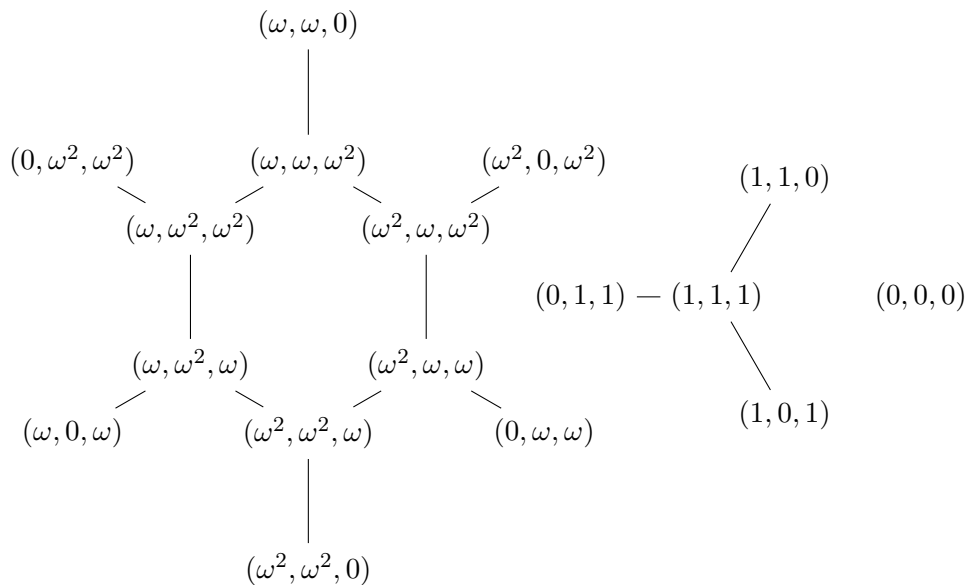 (ω, ω, 0)
(0, ω², ω²)
(ω, ω, ω²)
(ω², 0, ω²)
(ω, ω², ω²)
(ω², ω, ω²)
(ω, ω², ω)
(ω², ω, ω)
(ω, 0, ω)
(ω², ω², ω)
(0, ω, ω)
(ω², ω², 0)
(1, 1, 0)
(0, 1, 1)
(1, 1, 1)
(1, 0, 1)
(0, 0, 0)